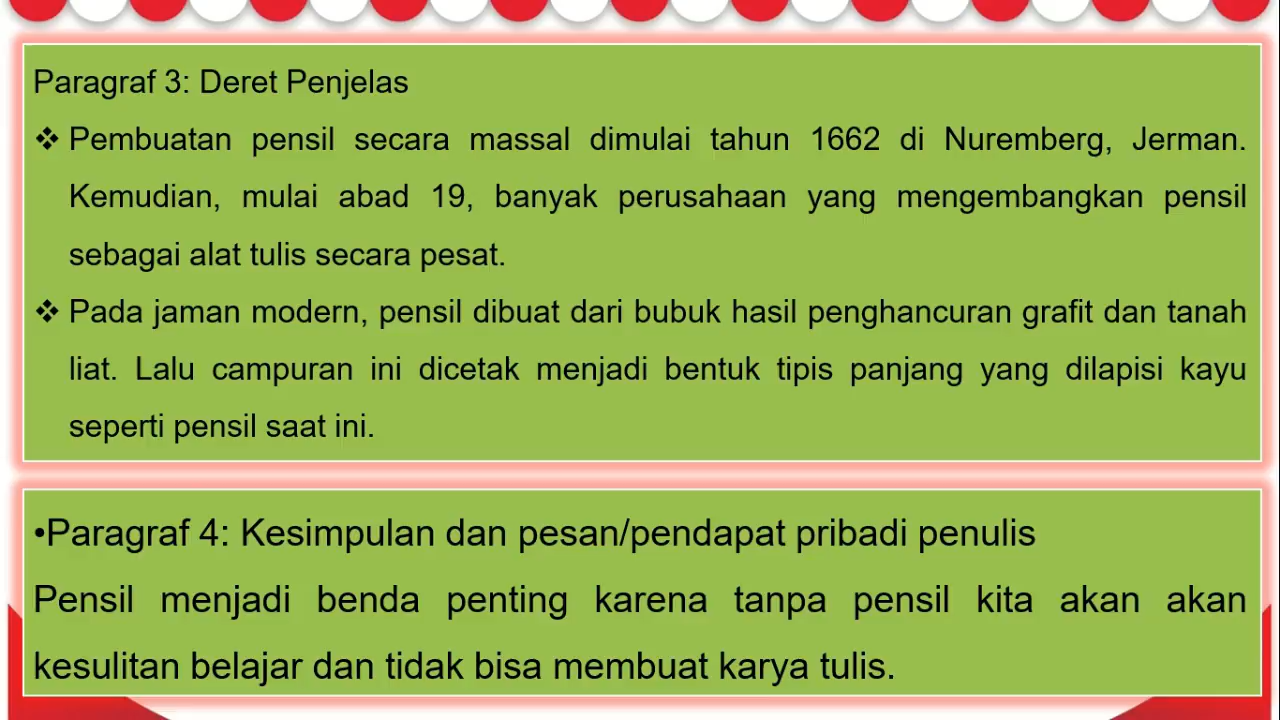 Paragraf 3: Deret Penjelas
❖ Pembuatan pensil secara massal dimulai tahun 1662 di Nuremberg, Jerman.
Kemudian, mulai abad 19, banyak perusahaan yang mengembangkan pensil
sebagai alat tulis secara pesat.
❖ Pada jaman modern, pensil dibuat dari bubuk hasil penghancuran grafit dan tanah
liat. Lalu campuran ini dicetak menjadi bentuk tipis panjang yang dilapisi kayu
seperti pensil saat ini.
•Paragraf 4: Kesimpulan dan pesan/pendapat pribadi penulis
Pensil menjadi benda penting karena tanpa pensil kita akan akan
kesulitan belajar dan tidak bisa membuat karya tulis.